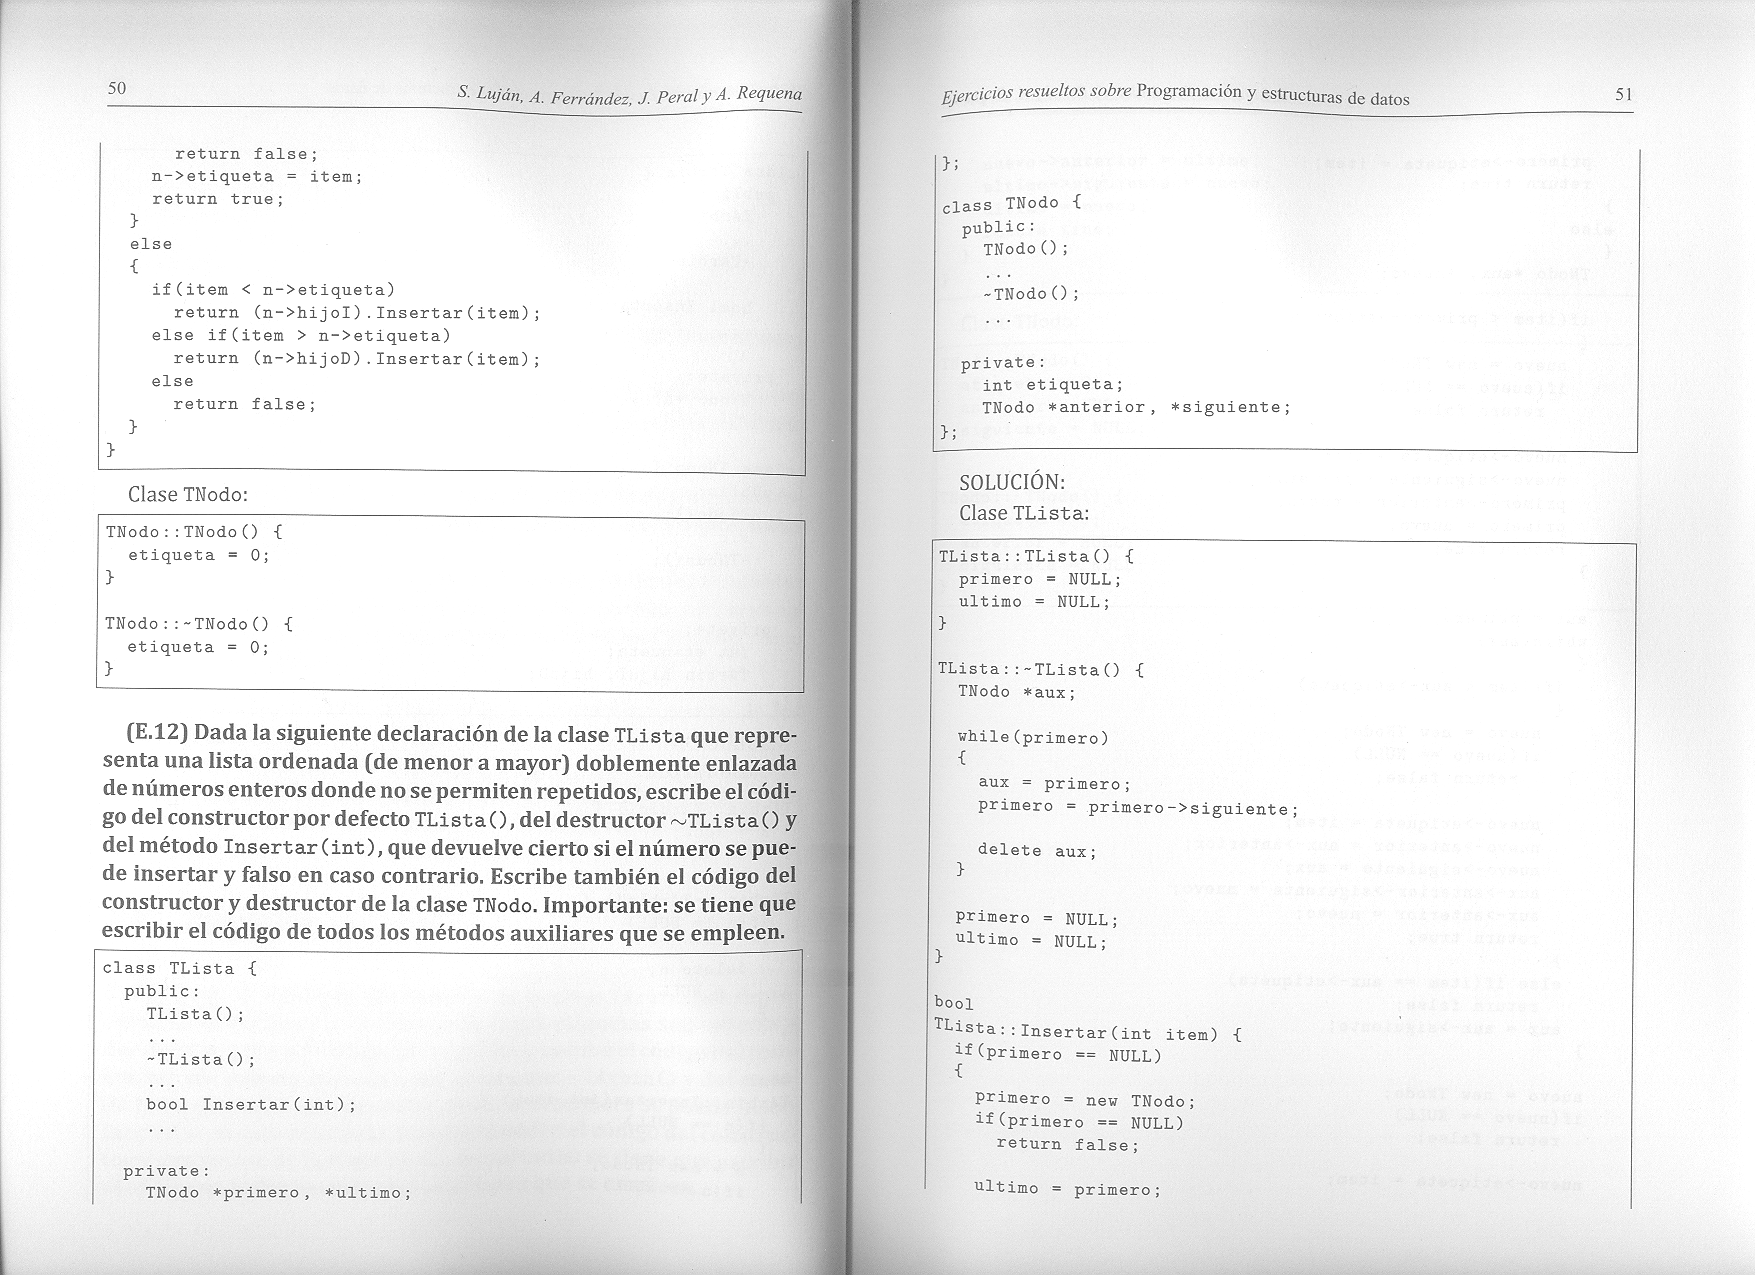 50
S. Luján, A. Ferrández, J. Peral y A. Requena
return false;
n->etiqueta = item;
return true;
}
else
{
if(item < n->etiqueta)
return (n->hijoI).Insertar(item);
else if(item > n->etiqueta)
return (n->hijoD).Insertar(item);
else
return false;
}
}
Clase TNodo:
TNodo::TNodo() {
etiqueta = 0;
}
TNodo::~TNodo() {
etiqueta = 0;
}
(E.12) Dada la siguiente declaración de la clase TLista que repre-
senta una lista ordenada (de menor a mayor) doblemente enlazada
de números enteros donde no se permiten repetidos, escribe el códi-
go del constructor por defecto TLista(), del destructor ~TLista() y
del método Insertar(int), que devuelve cierto si el número se pue-
de insertar y falso en caso contrario. Escribe también el código del
constructor y destructor de la clase TNodo. Importante: se tiene que
escribir el código de todos los métodos auxiliares que se empleen.
class TLista {
public:
TLista();
...
~TLista();
...
bool Insertar(int);
...
private:
TNodo *primero, *ultimo;
Ejercicios resueltos sobre Programación y estructuras de datos
51
};
class TNodo {
public:
TNodo();
...
~TNodo();
...
private:
int etiqueta;
TNodo *anterior, *siguiente;
};
SOLUCIÓN:
Clase TLista:
TLista::TLista() {
primero = NULL;
ultimo = NULL;
}
TLista::~TLista() {
TNodo *aux;
while(primero)
{
aux = primero;
primero = primero->siguiente;
delete aux;
}
primero = NULL;
ultimo = NULL;
}
bool
TLista::Insertar(int item) {
if(primero == NULL)
{
primero = new TNodo;
if(primero == NULL)
return false;
ultimo = primero;